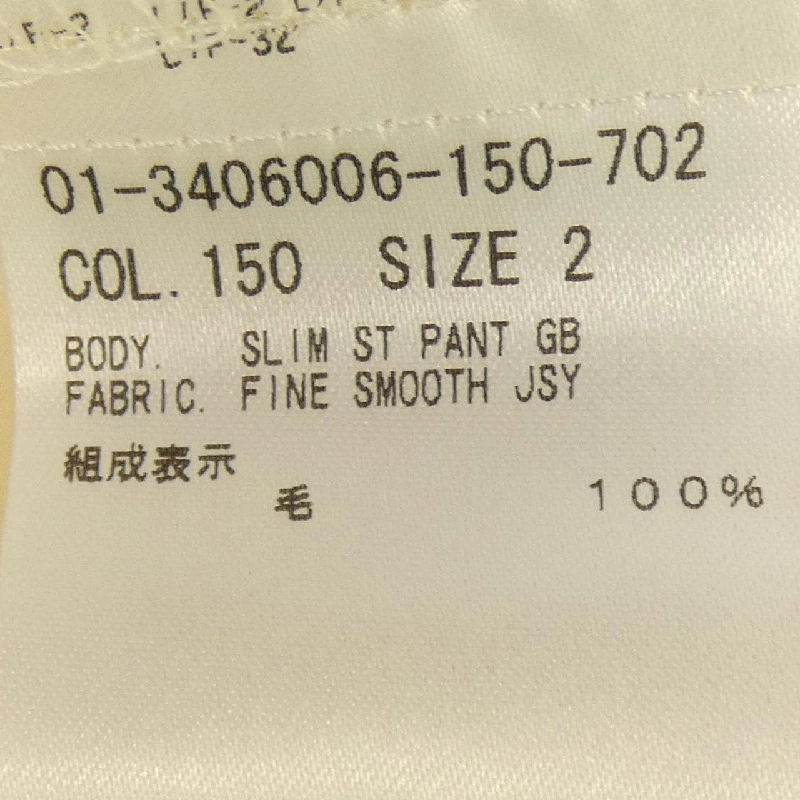 01-3406006-150-702
COL. 150 SIZE 2
BODY. SLIM ST PANT GB
FABRIC. FINE SMOOTH JSY
組成表示
毛 100%